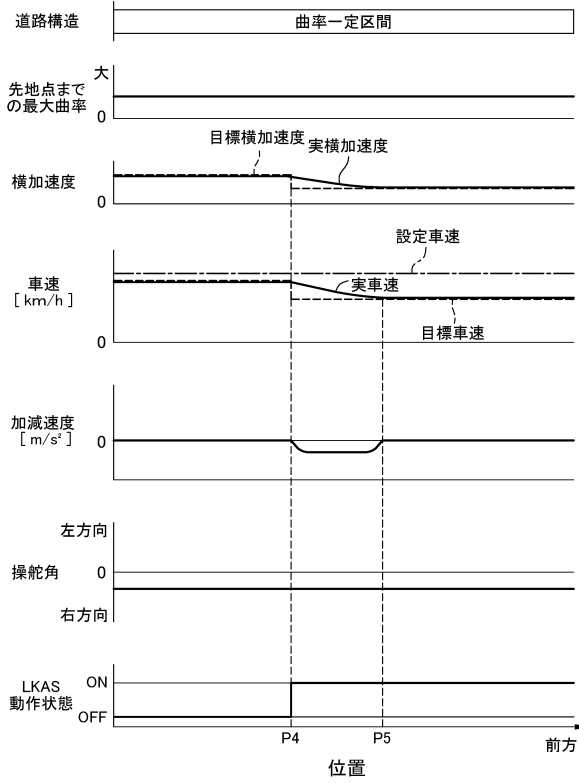 道路構造
曲率一定区間
大
先地点まで
の最大曲率
0
目標横加速度
実横加速度
横加速度
0
設定車速
車速
[ km/h ]
実車速
目標車速
0
加減速度
[ m/s² ]
0
左方向
操舵角
0
右方向
ON
LKAS
動作状態
OFF
P4
P5
前方
位置